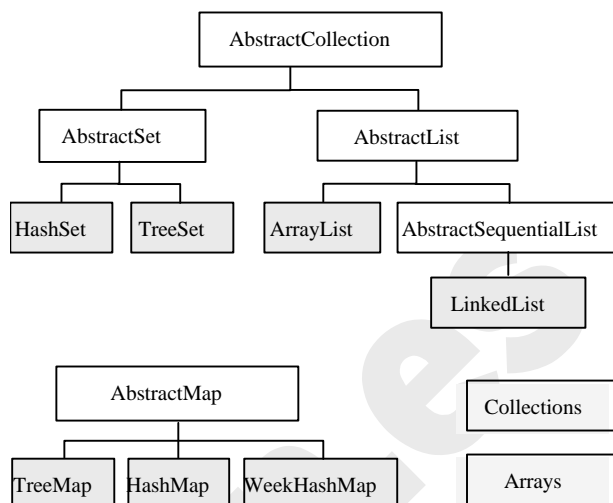 AbstractCollection
AbstractSet
AbstractList
HashSet
TreeSet
ArrayList
AbstractSequentialList
LinkedList
AbstractMap
Collections
TreeMap
HashMap
WeekHashMap
Arrays